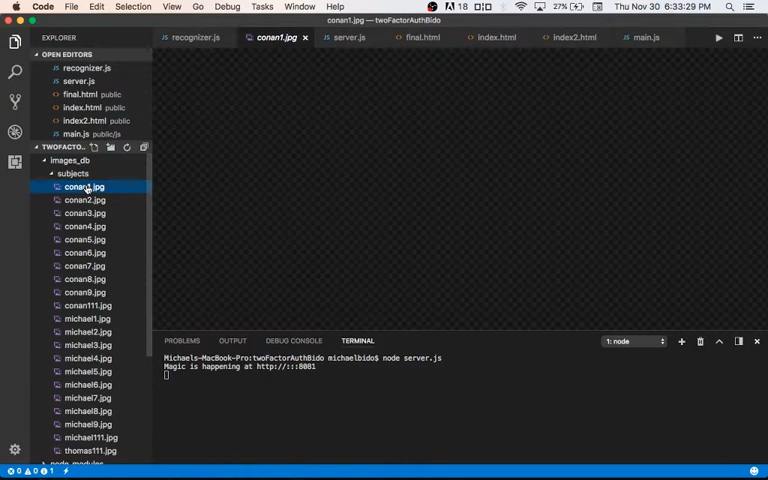 Code File Edit Selection View Go Debug Tasks Window Help 18 27% Thu Nov 30 6:33:29 PM
conan1.jpg — twoFactorAuthBido
EXPLORER
recognizer.js conan1.jpg server.js final.html index.html index2.html main.js
OPEN EDITORS
recognizer.js
server.js
final.html public
index.html public
index2.html public
main.js public/js
TWOFACTO...
images_db
subjects
conan1.jpg
conan2.jpg
conan3.jpg
conan4.jpg
conan5.jpg
conan6.jpg
conan7.jpg
conan8.jpg
conan9.jpg
conan111.jpg
michael1.jpg
michael2.jpg
michael3.jpg
michael4.jpg
michael5.jpg
michael6.jpg
michael7.jpg
michael8.jpg
michael9.jpg
michael111.jpg
thomas111.jpg
node_modules
PROBLEMS OUTPUT DEBUG CONSOLE TERMINAL 1: node
Michaels-MacBook-Pro:twoFactorAuthBido michaelbido$ node server.js
Magic is happening at http://:::8081
0 0 1